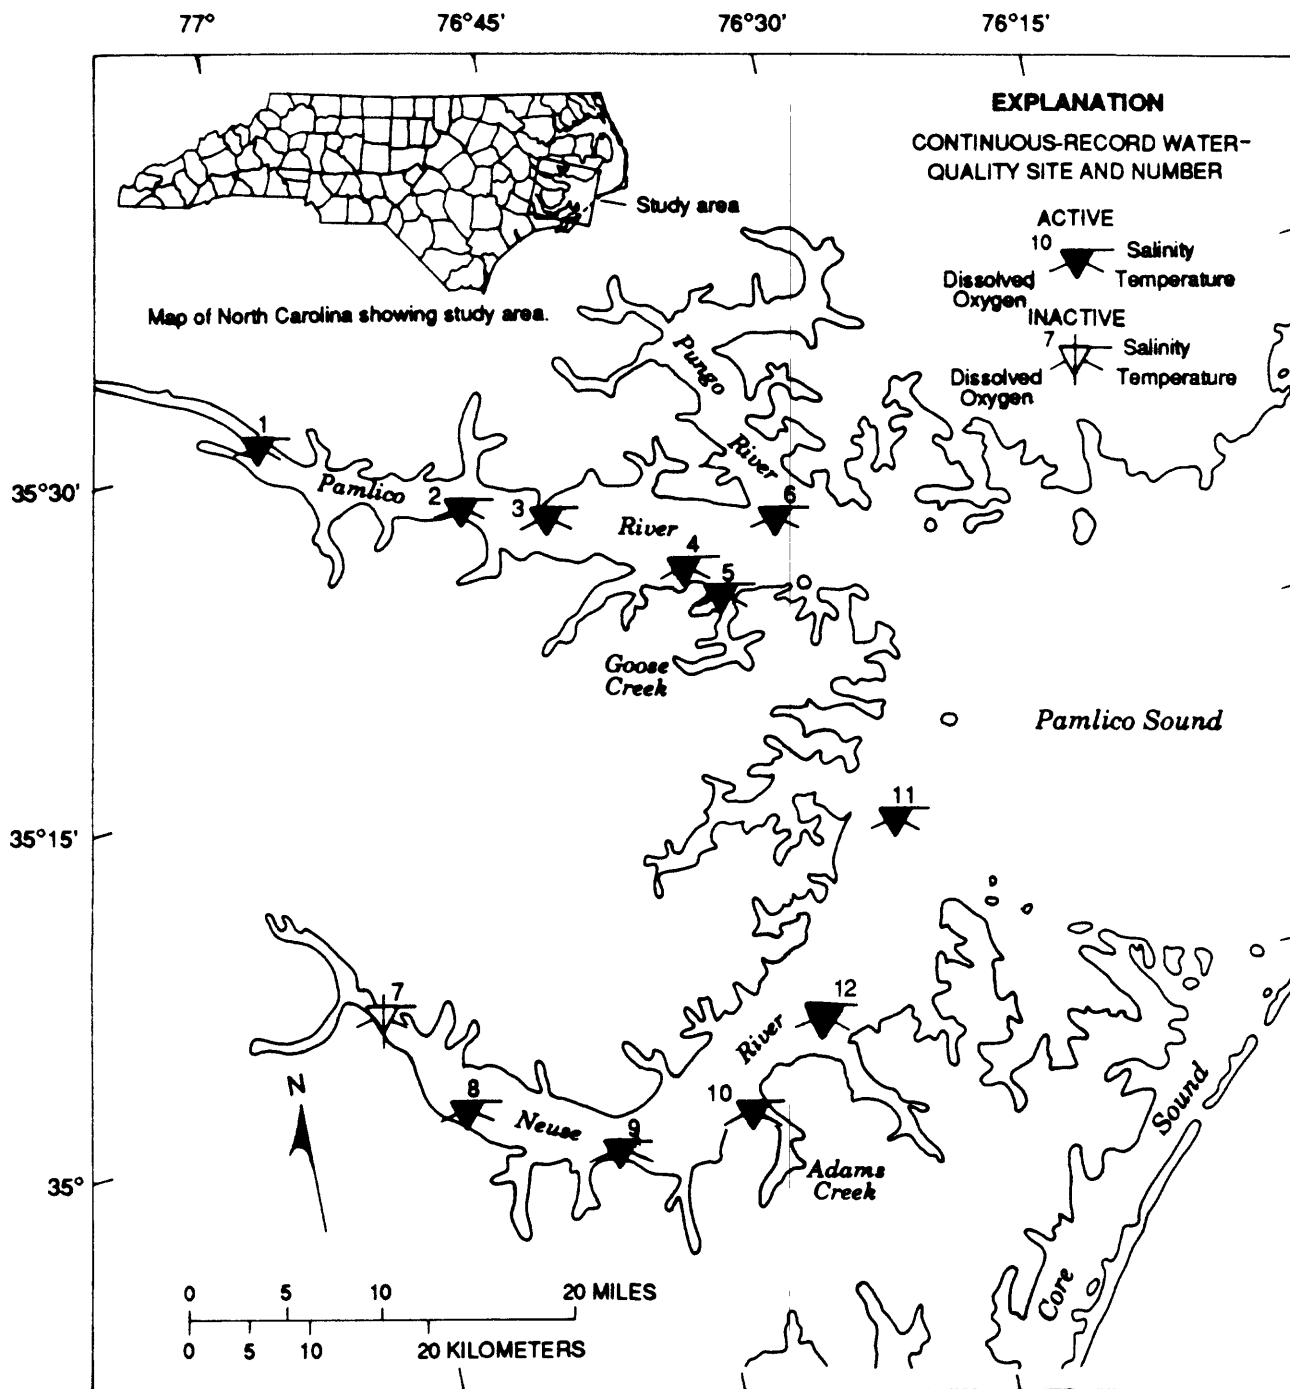 77° 76°45' 76°30' 76°15'
EXPLANATION
CONTINUOUS-RECORD WATER-
QUALITY SITE AND NUMBER
ACTIVE
10
Salinity
Dissolved
Oxygen
Temperature
INACTIVE
7
Salinity
Dissolved
Oxygen
Temperature
Study area
Map of North Carolina showing study area.
Pungo
River
1
Pamlico
2
3
River
6
4
5
35°30'
Goose
Creek
Pamlico Sound
11
35°15'
7
12
River
8
Neuse
9
10
Adams
Creek
N
35°
Sound
Core
0 5 10 20 MILES
0 5 10 20 KILOMETERS